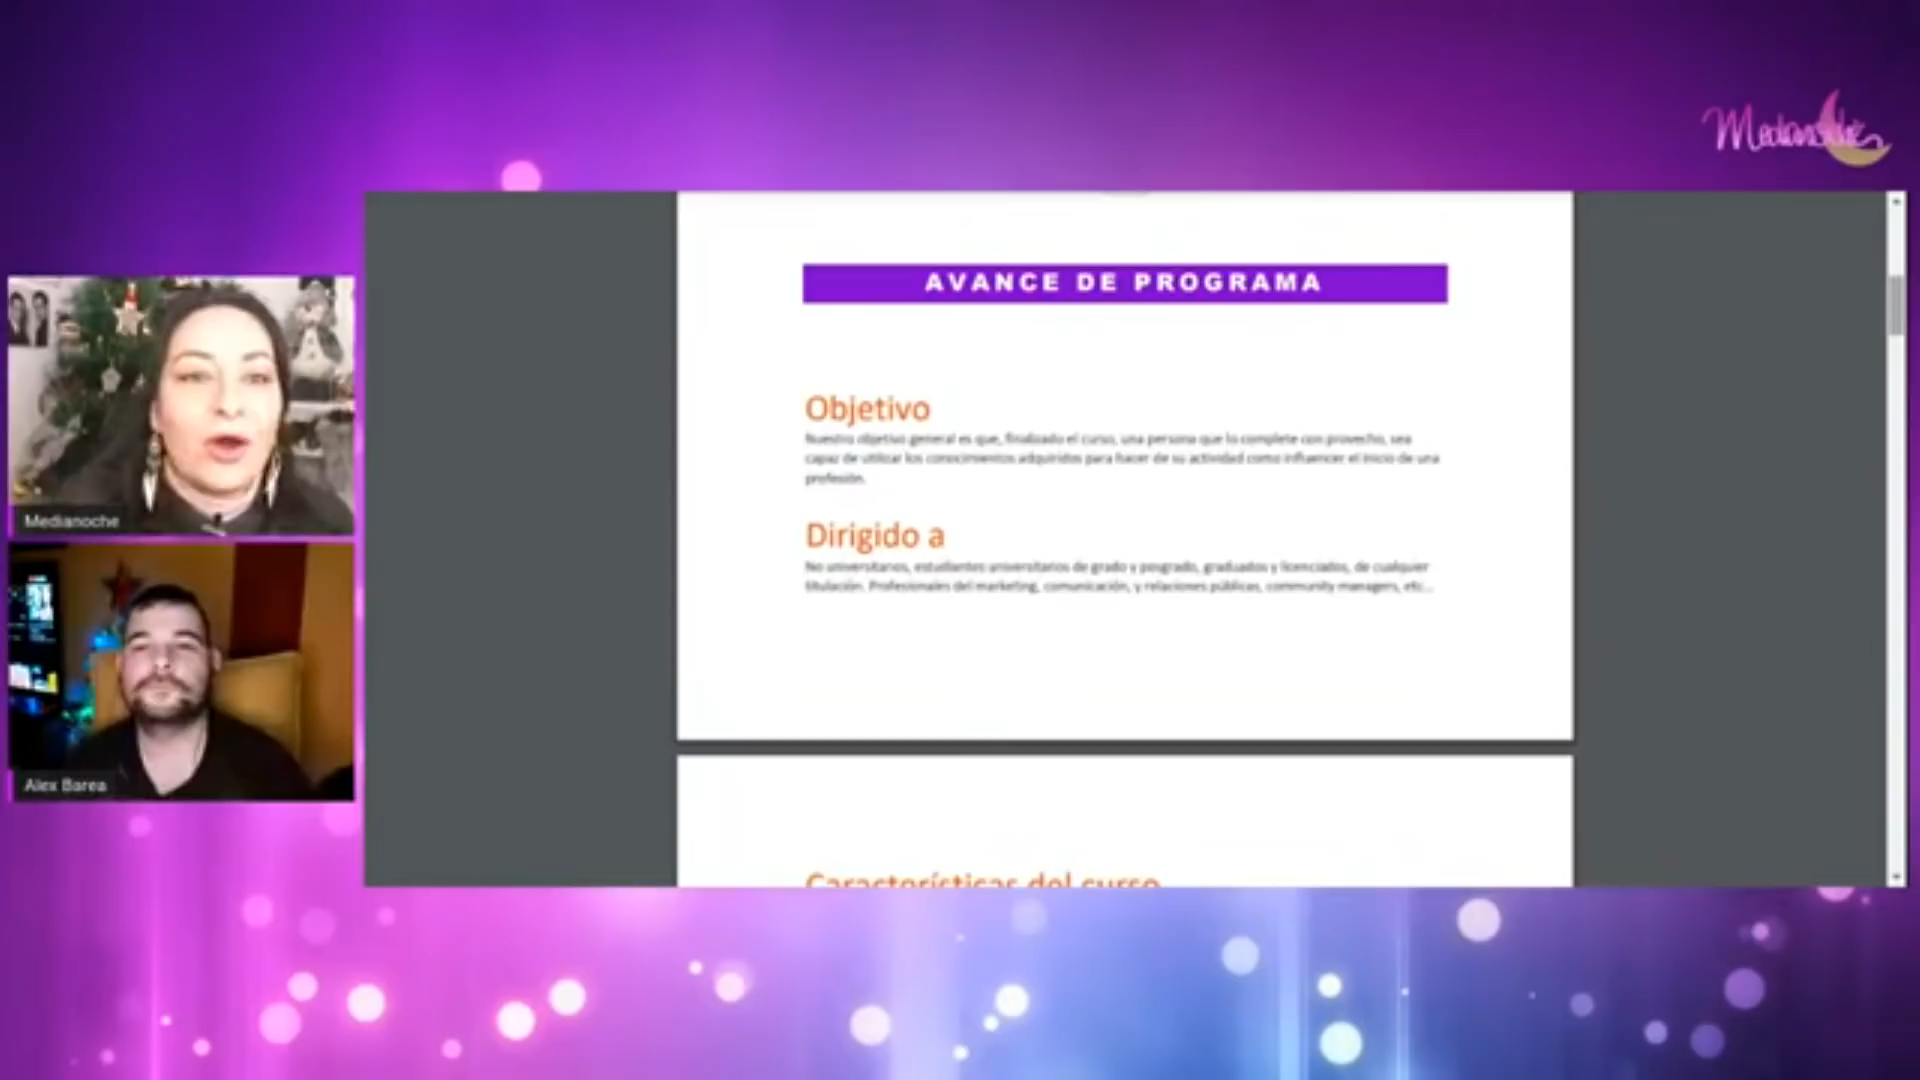 Medianoche
AVANCE DE PROGRAMA
Objetivo
Nuestro objetivo general es que, finalizado el curso, una persona que lo complete con provecho, sea
capaz de utilizar los conocimientos adquiridos para hacer de su actividad como influencer el inicio de una
profesión.
Dirigido a
No universitarios, estudiantes universitarios de grado y posgrado, graduados y licenciados, de cualquier
titulación. Profesionales del marketing, comunicación, y relaciones públicas, community managers, etc...
Características del curso
Medianoche
Alex Barea